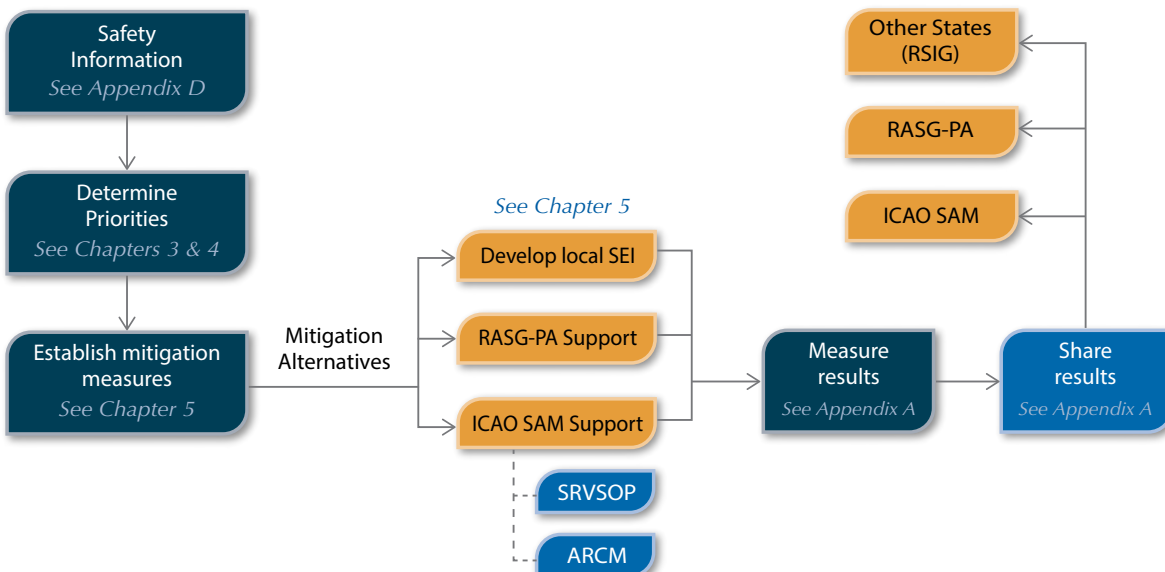 Safety
Information
See Appendix D
Determine
Priorities
See Chapters 3 & 4
Establish mitigation
measures
See Chapter 5
Mitigation
Alternatives
See Chapter 5
Develop local SEI
RASG-PA Support
ICAO SAM Support
SRVSOP
ARCM
Measure
results
See Appendix A
Share
results
See Appendix A
Other States
(RSIG)
RASG-PA
ICAO SAM